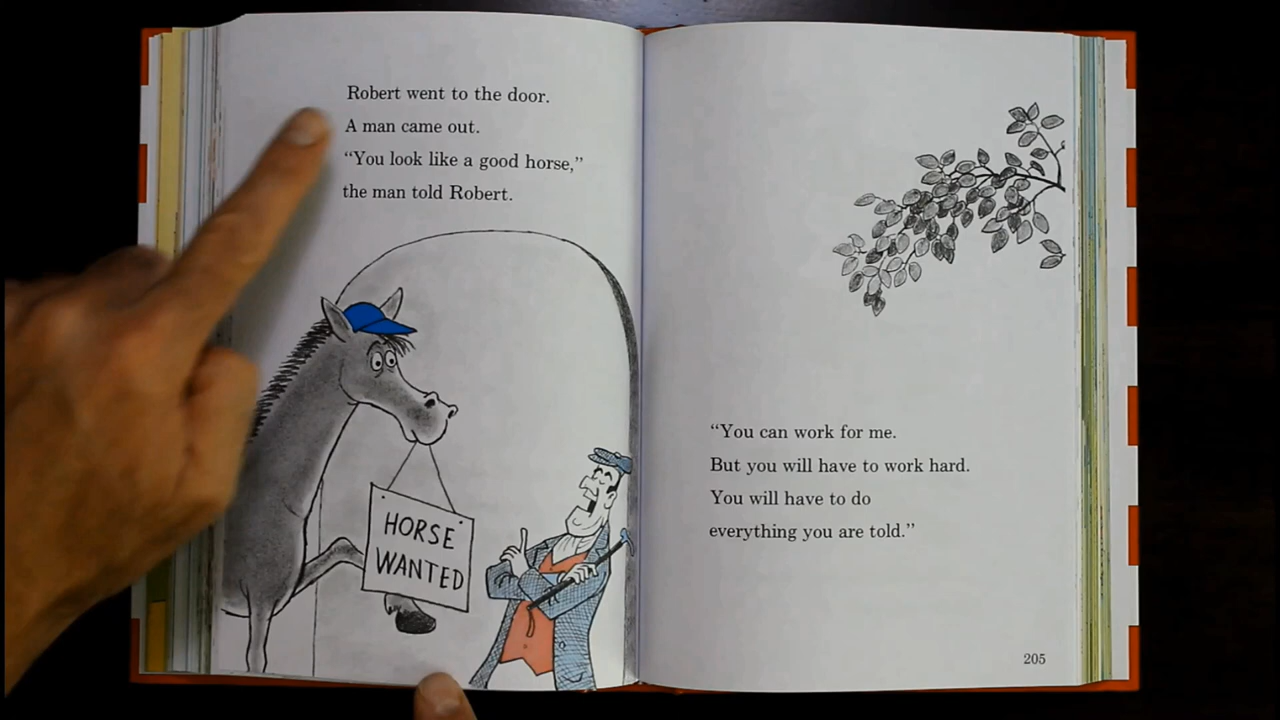 Robert went to the door.
A man came out.
“You look like a good horse,”
the man told Robert.
HORSE
WANTED
“You can work for me.
But you will have to work hard.
You will have to do
everything you are told.”
205